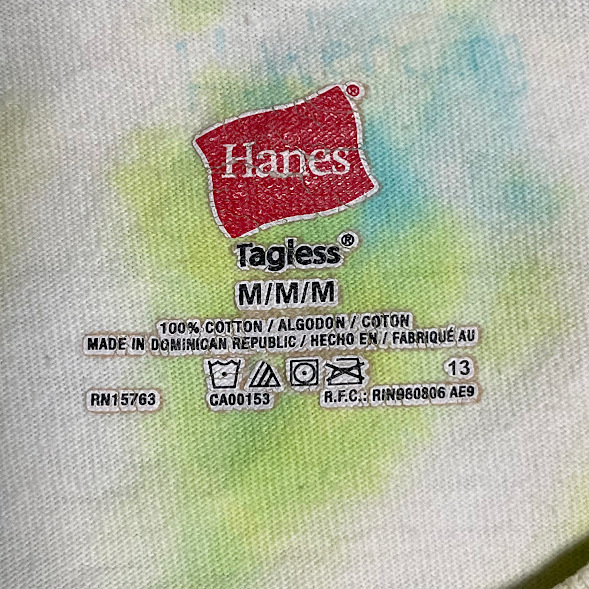 Hanes®
Tagless®
M/M/M
100% COTTON / ALGODON / COTON
MADE IN DOMINICAN REPUBLIC / HECHO EN / FABRIQUÉ AU
13
RN15763 CA00153 R.F.C.: RIN980806 AE9